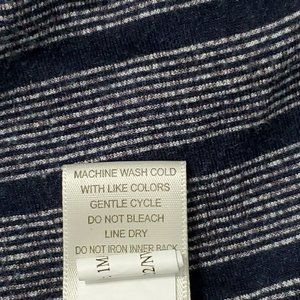 MACHINE WASH COLD
WITH LIKE COLORS
GENTLE CYCLE
DO NOT BLEACH
LINE DRY
DO NOT IRON INNER BACK